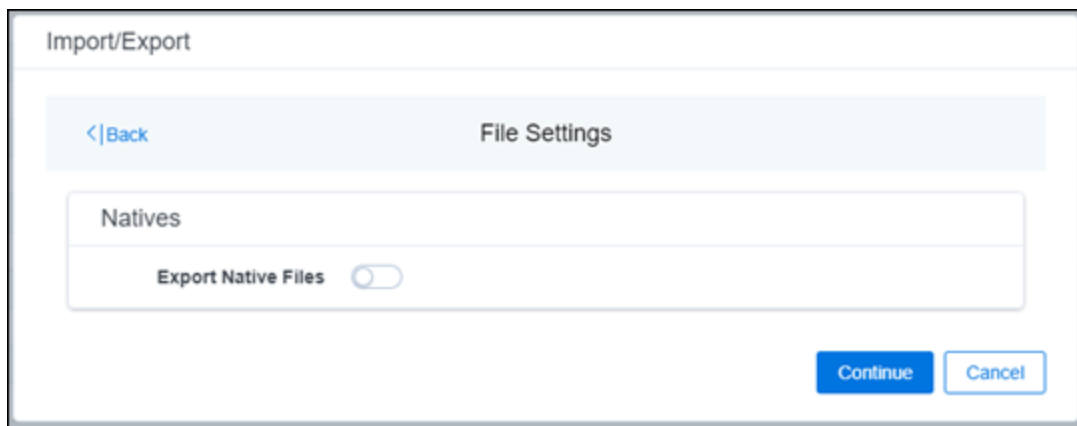 Import/Export
<|Back File Settings
Natives
Export Native Files
Continue Cancel